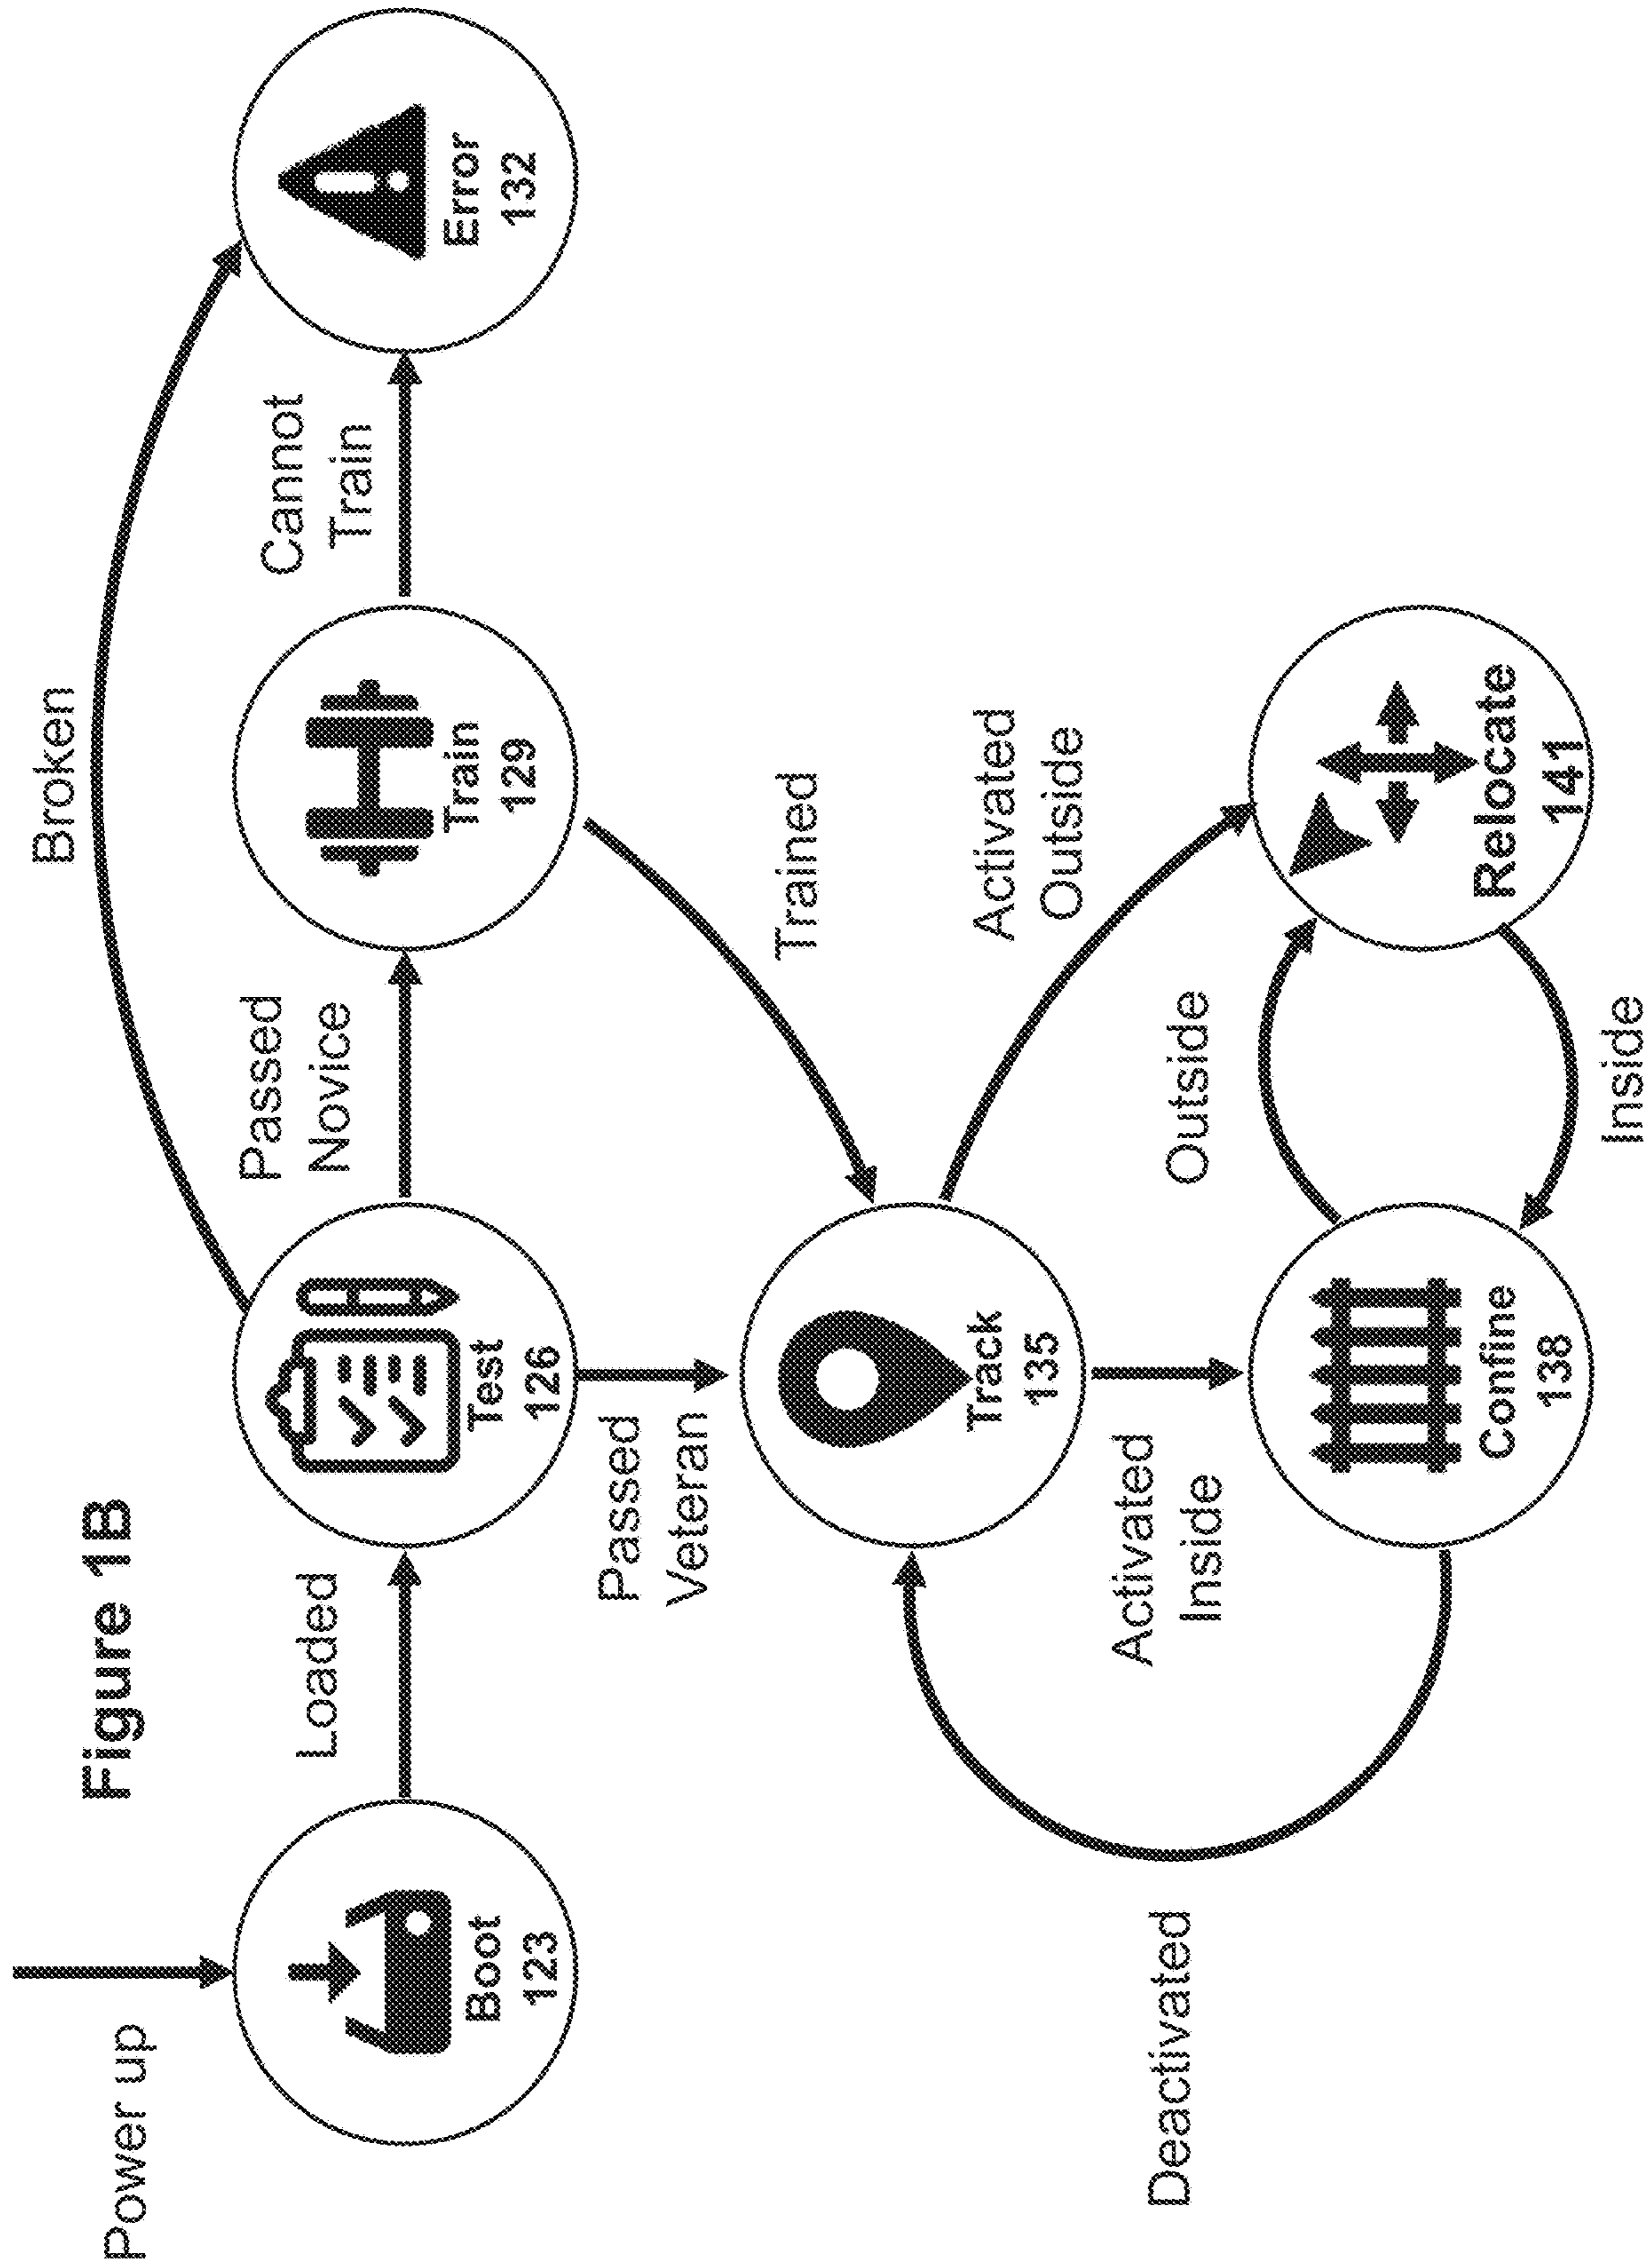 Figure 1B
Power up
Boot
123
Loaded
Test
126
Broken
Passed
Novice
Train
129
Cannot
Train
Error
132
Passed
Veteran
Trained
Track
135
Activated
Inside
Activated
Outside
Deactivated
Confine
138
Outside
Inside
Relocate
141